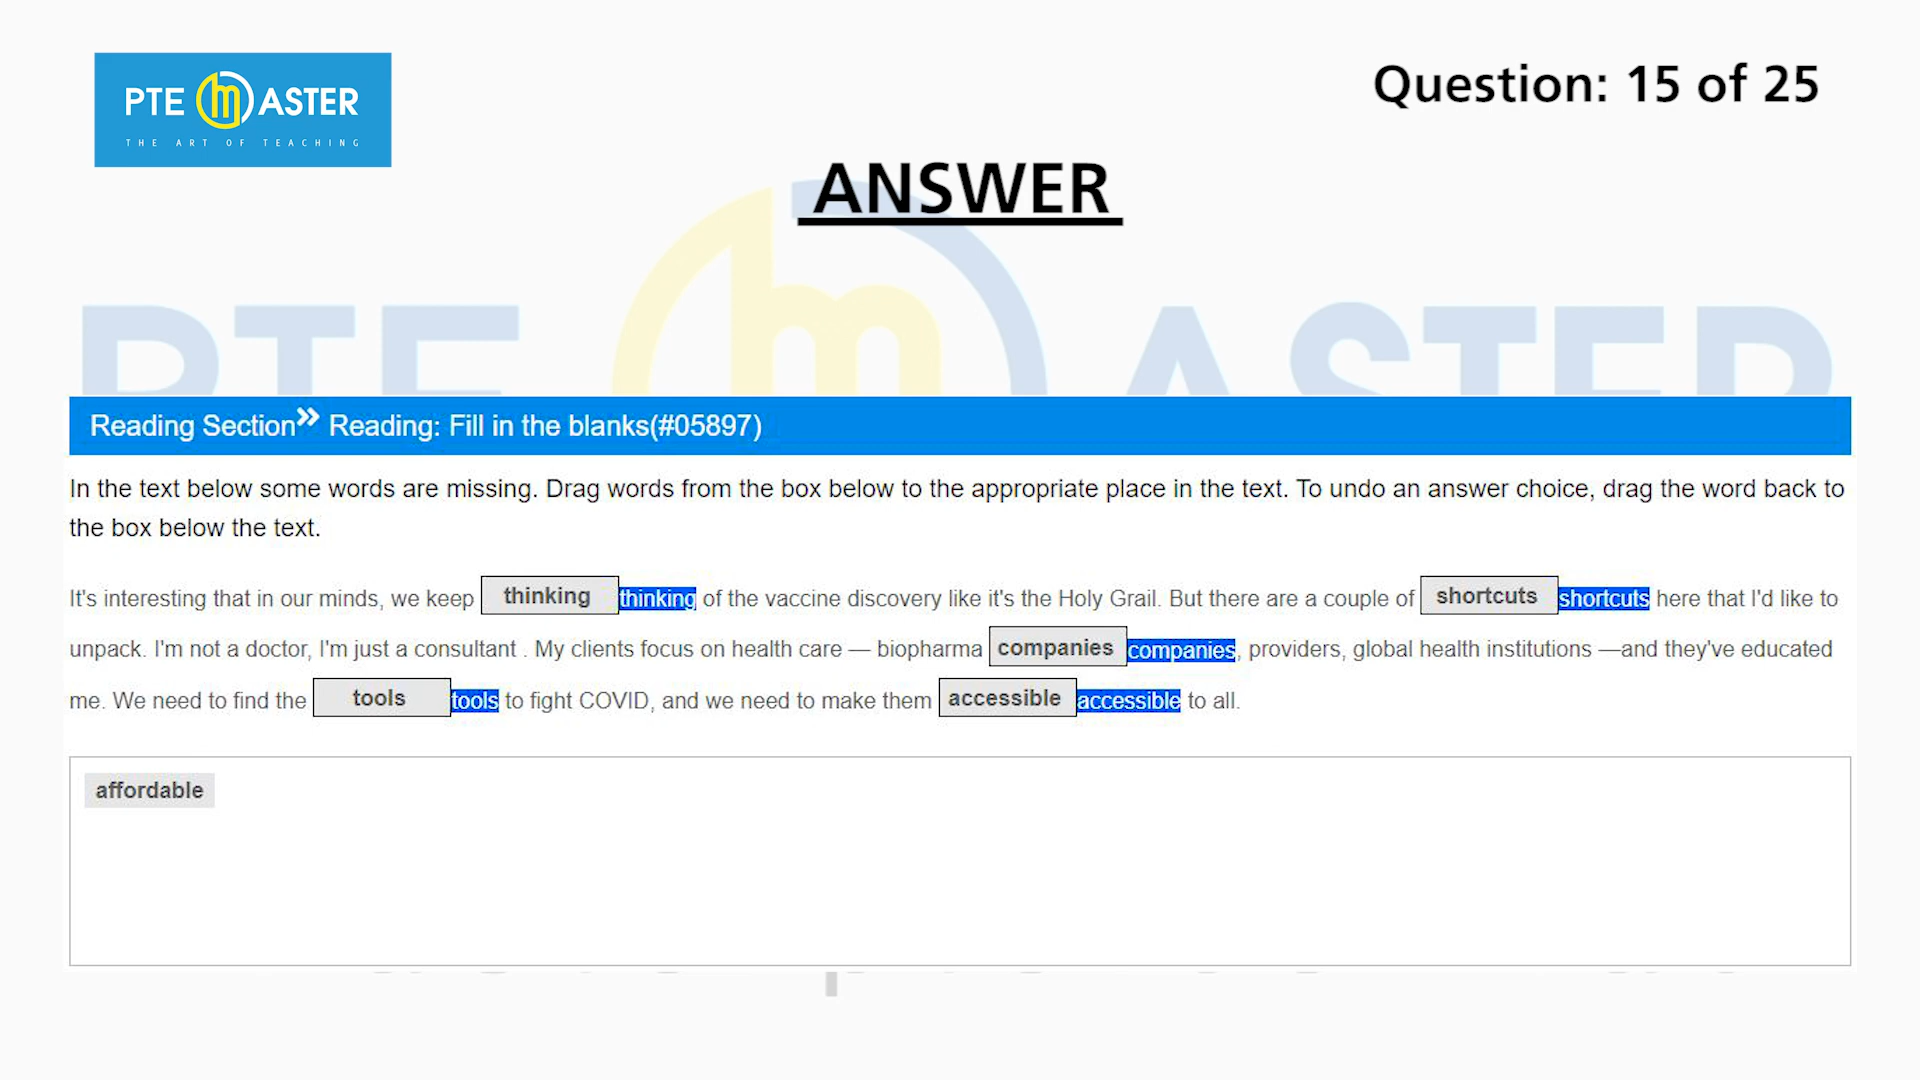 PTE MASTER
THE ART OF TEACHING
Question: 15 of 25
ANSWER
PTE MASTER
Reading Section» Reading: Fill in the blanks(#05897)
In the text below some words are missing. Drag words from the box below to the appropriate place in the text. To undo an answer choice, drag the word back to
the box below the text.
It's interesting that in our minds, we keep thinking thinking of the vaccine discovery like it's the Holy Grail. But there are a couple of shortcuts shortcuts here that I'd like to
unpack. I'm not a doctor, I'm just a consultant . My clients focus on health care — biopharma companies companies, providers, global health institutions —and they've educated
me. We need to find the tools tools to fight COVID, and we need to make them accessible accessible to all.
affordable